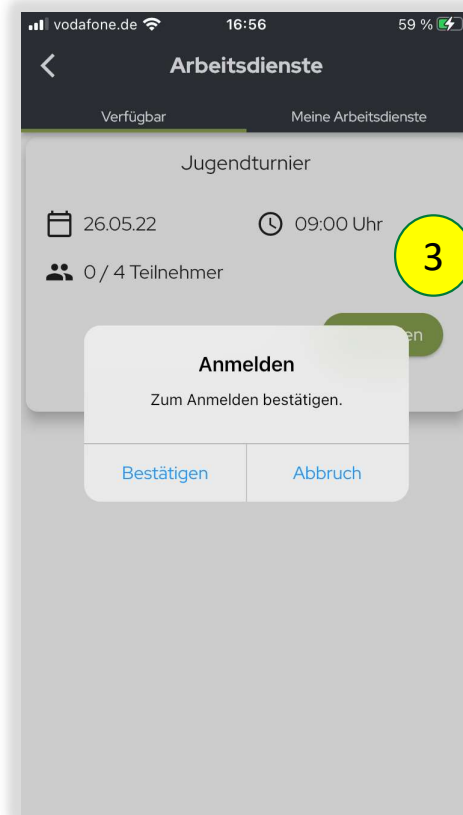 vodafone.de 16:56 59 %
Arbeitsdienste
Verfügbar Meine Arbeitsdienste
Jugendturnier
26.05.22 09:00 Uhr
3
0 / 4 Teilnehmer
en
Anmelden
Zum Anmelden bestätigen.
Bestätigen Abbruch